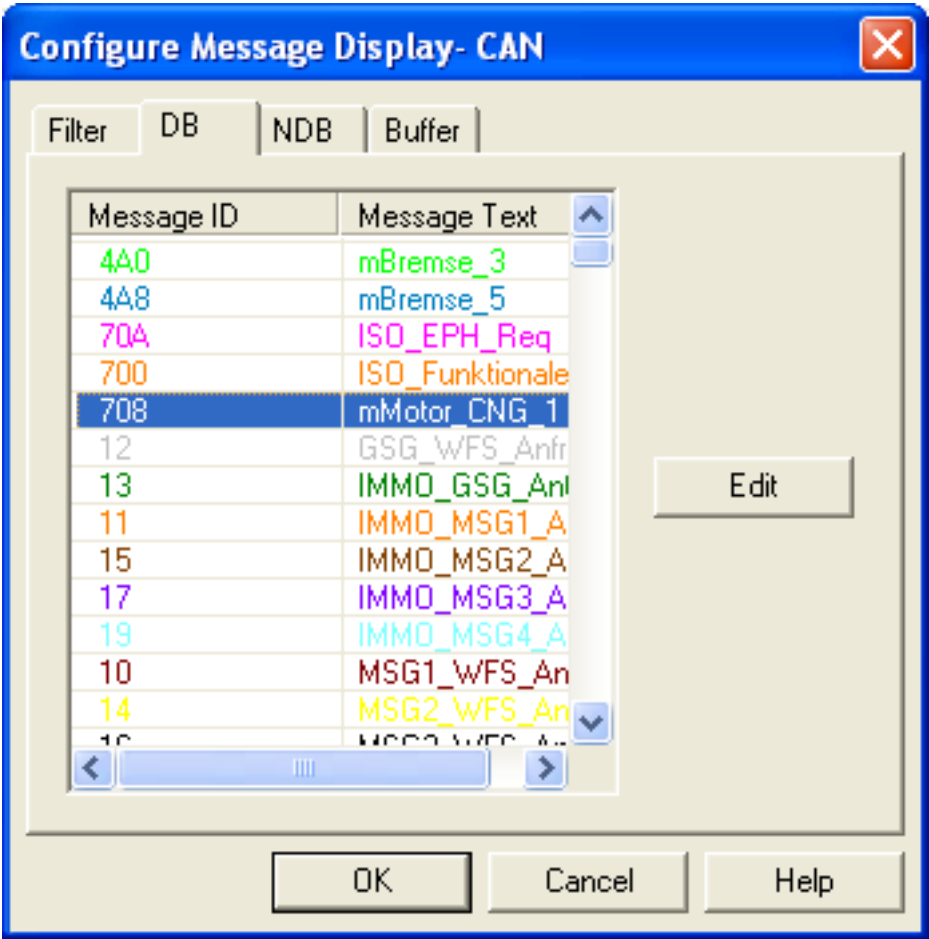 Configure Message Display- CAN
Filter DB NDB Buffer
Message ID Message Text
4A0 mBremse_3
4A8 mBremse_5
70A ISO_EPH_Req
700 ISO_Funktionale
708 mMotor_CNG_1
12 GSG_WFS_Anfr
13
11 IMMO_MSG1_A
15 IMMO_MSG2_A
17 IMMO_MSG3_A
19 IMMO_MSG4_A
10 MSG1_WFS_An
14 MSG2_WFS_An
Edit
OK Cancel Help